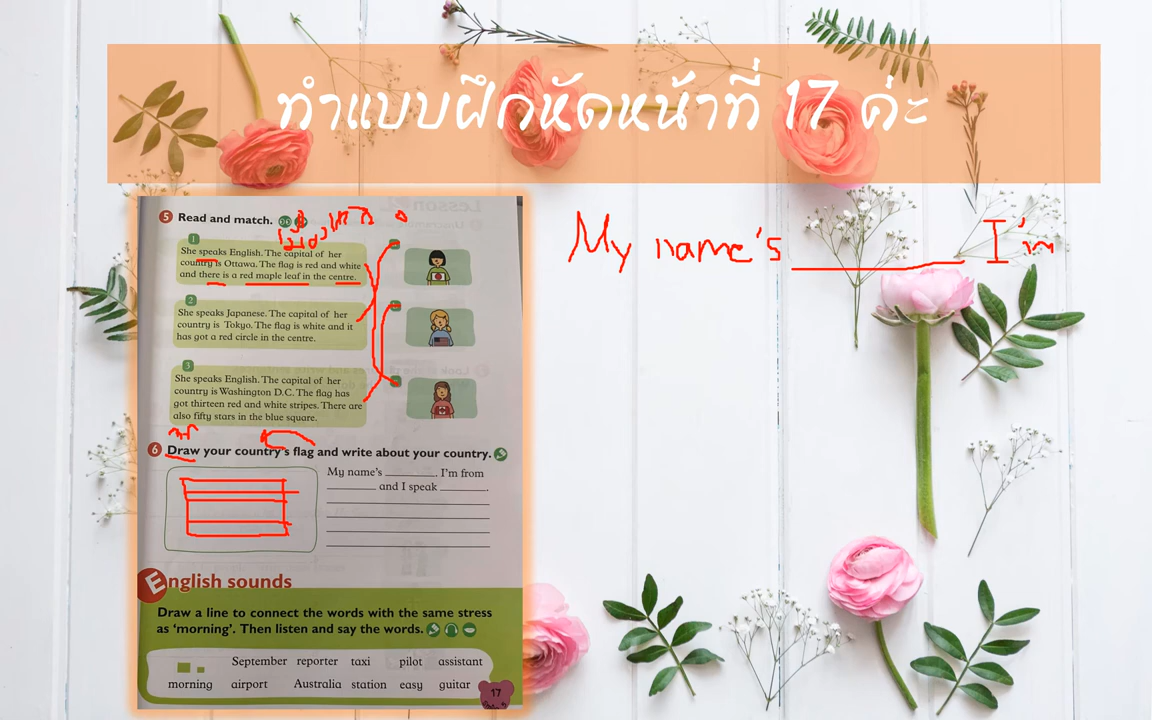 ทำแบบฝึกหัดหน้าที่ 17 ค่ะ
5 Read and match.
1
She speaks English. The capital of her
country is Ottawa. The flag is red and white
and there is a red maple leaf in the centre.
2
She speaks Japanese. The capital of her
country is Tokyo. The flag is white and it
has got a red circle in the centre.
3
She speaks English. The capital of her
country is Washington D.C. The flag has
got thirteen red and white stripes. There are
also fifty stars in the blue square.
6 Draw your country's flag and write about your country.
My name's ________. I'm from
________ and I speak ________.
English sounds
Draw a line to connect the words with the same stress
as 'morning'. Then listen and say the words.
September reporter taxi pilot assistant
morning airport Australia station easy guitar
17
My name's ________ I'm